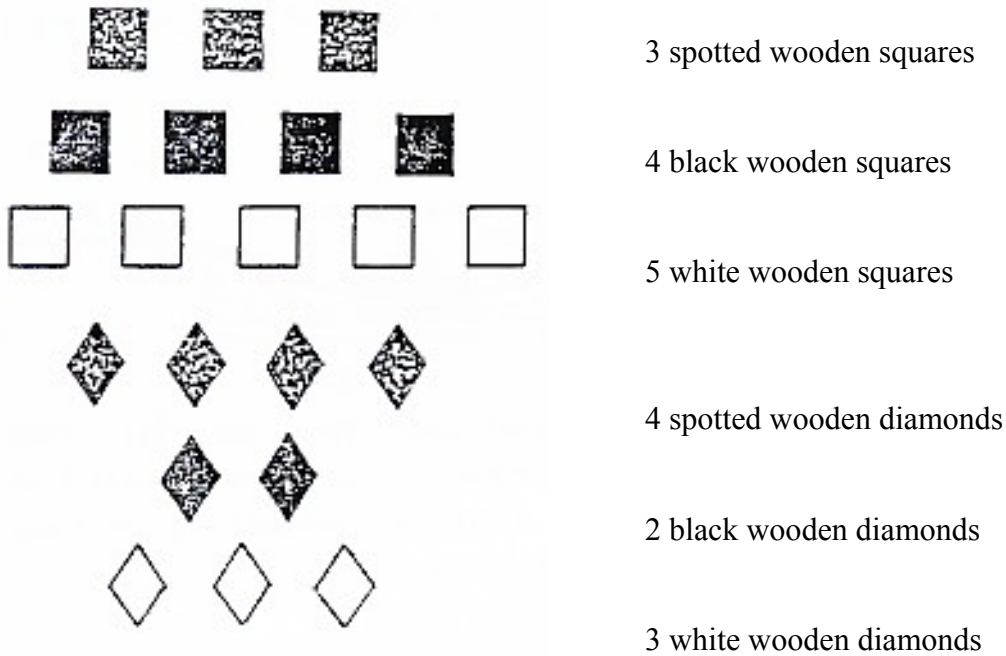 3 spotted wooden squares
4 black wooden squares
5 white wooden squares
4 spotted wooden diamonds
2 black wooden diamonds
3 white wooden diamonds